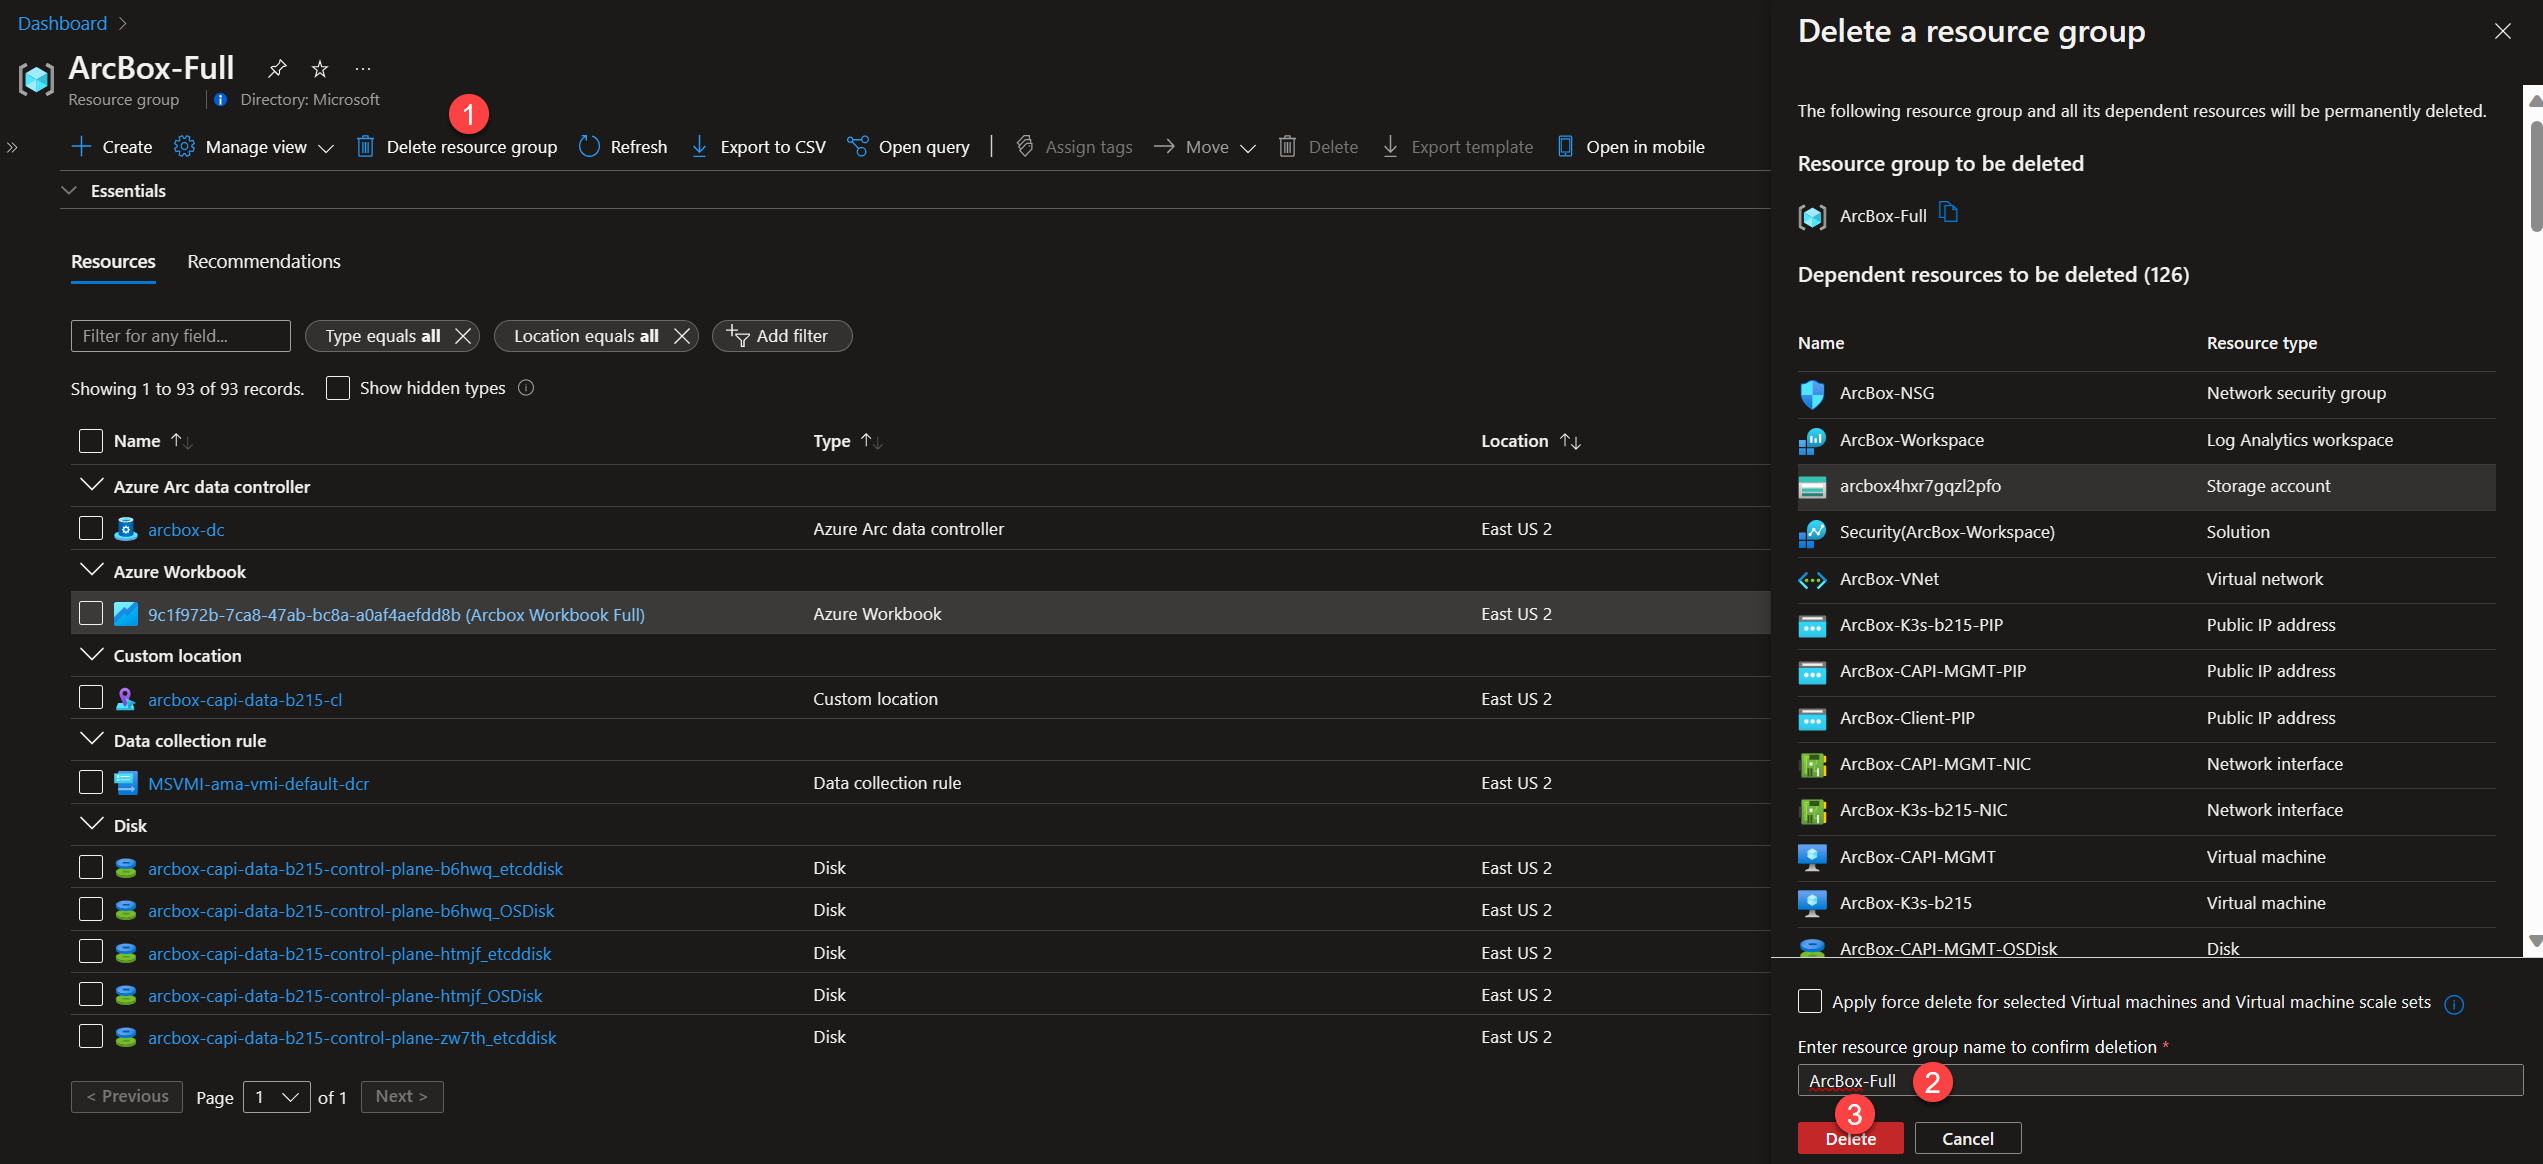 Dashboard
ArcBox-Full
Resource group
Directory: Microsoft
1
Create
Manage view
Delete resource group
Refresh
Export to CSV
Open query
Assign tags
Move
Delete
Export template
Open in mobile
Essentials
Resources
Recommendations
Filter for any field...
Type equals all
Location equals all
Add filter
Showing 1 to 93 of 93 records.
Show hidden types
Name
Type
Location
Azure Arc data controller
arcbox-dc
Azure Arc data controller
East US 2
Azure Workbook
9c1f972b-7ca8-47ab-bc8a-a0af4aefdd8b (Arcbox Workbook Full)
Azure Workbook
East US 2
Custom location
arcbox-capi-data-b215-cl
Custom location
East US 2
Data collection rule
MSVMI-ama-vmi-default-dcr
Data collection rule
East US 2
Disk
arcbox-capi-data-b215-control-plane-b6hwq_etcddisk
Disk
East US 2
arcbox-capi-data-b215-control-plane-b6hwq_OSDisk
Disk
East US 2
arcbox-capi-data-b215-control-plane-htmjf_etcddisk
Disk
East US 2
arcbox-capi-data-b215-control-plane-htmjf_OSDisk
Disk
East US 2
arcbox-capi-data-b215-control-plane-zw7th_etcddisk
Disk
East US 2
< Previous
Page
1
of 1
Next >
Delete a resource group
The following resource group and all its dependent resources will be permanently deleted.
Resource group to be deleted
ArcBox-Full
Dependent resources to be deleted (126)
Name
Resource type
ArcBox-NSG
Network security group
ArcBox-Workspace
Log Analytics workspace
arcbox4hxr7gqzl2pfo
Storage account
Security(ArcBox-Workspace)
Solution
ArcBox-VNet
Virtual network
ArcBox-K3s-b215-PIP
Public IP address
ArcBox-CAPI-MGMT-PIP
Public IP address
ArcBox-Client-PIP
Public IP address
ArcBox-CAPI-MGMT-NIC
Network interface
ArcBox-K3s-b215-NIC
Network interface
ArcBox-CAPI-MGMT
Virtual machine
ArcBox-K3s-b215
Virtual machine
ArcBox-CAPI-MGMT-OSDisk
Disk
Apply force delete for selected Virtual machines and Virtual machine scale sets
Enter resource group name to confirm deletion *
ArcBox-Full
2
3
Delete
Cancel